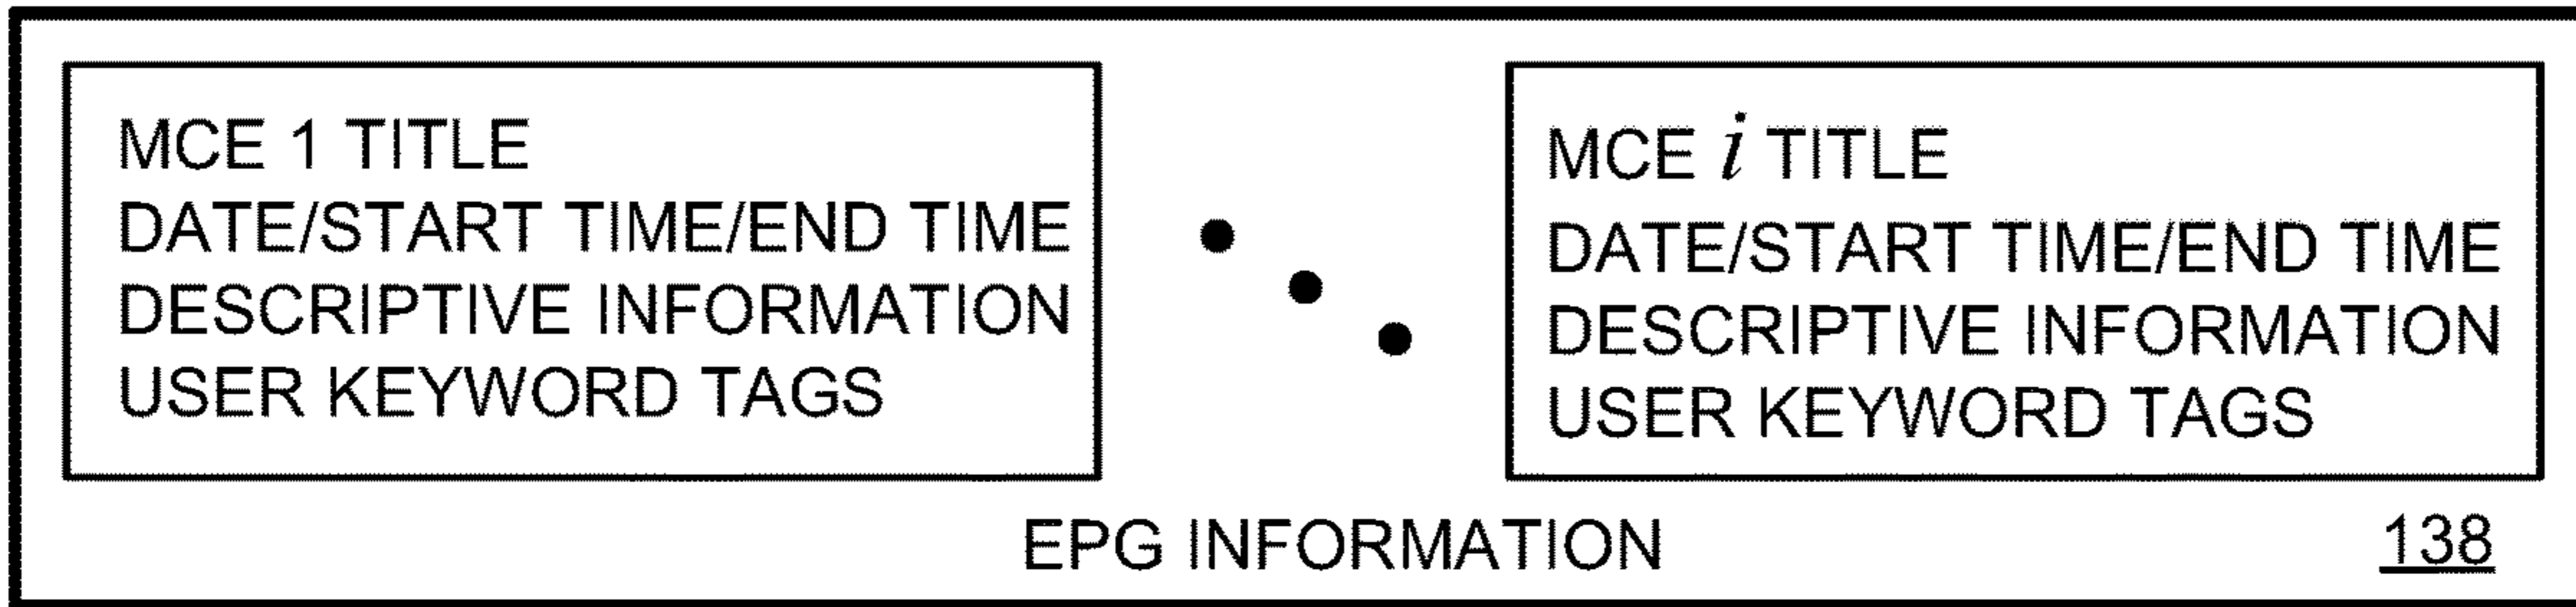 MCE 1 TITLE
DATE/START TIME/END TIME
DESCRIPTIVE INFORMATION
USER KEYWORD TAGS
MCE i TITLE
DATE/START TIME/END TIME
DESCRIPTIVE INFORMATION
USER KEYWORD TAGS
EPG INFORMATION
138